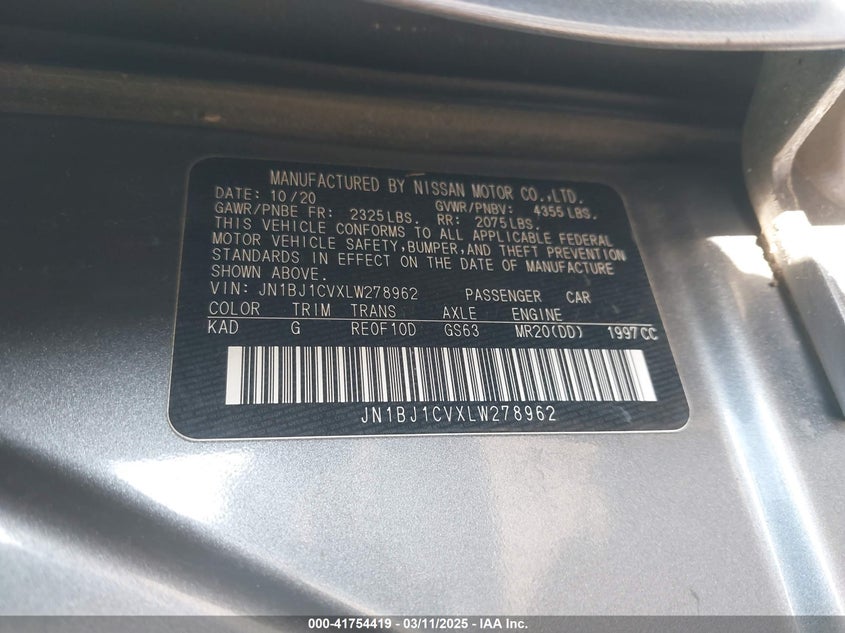 MANUFACTURED BY NISSAN MOTOR CO.,LTD.
DATE: 10/20 GVWR/PNBV: 4355 LBS.
GAWR/PNBE FR: 2325 LBS. RR: 2075 LBS.
THIS VEHICLE CONFORMS TO ALL APPLICABLE FEDERAL
MOTOR VEHICLE SAFETY, BUMPER, AND THEFT PREVENTION
STANDARDS IN EFFECT ON THE DATE OF MANUFACTURE
SHOWN ABOVE.
VIN: JN1BJ1CVXLW278962 PASSENGER CAR
COLOR TRIM TRANS AXLE ENGINE
KAD G RE0F10D GS63 MR20(DD) 1997CC
JN1BJ1CVXLW278962
000-41754419 - 03/11/2025 - IAA Inc.